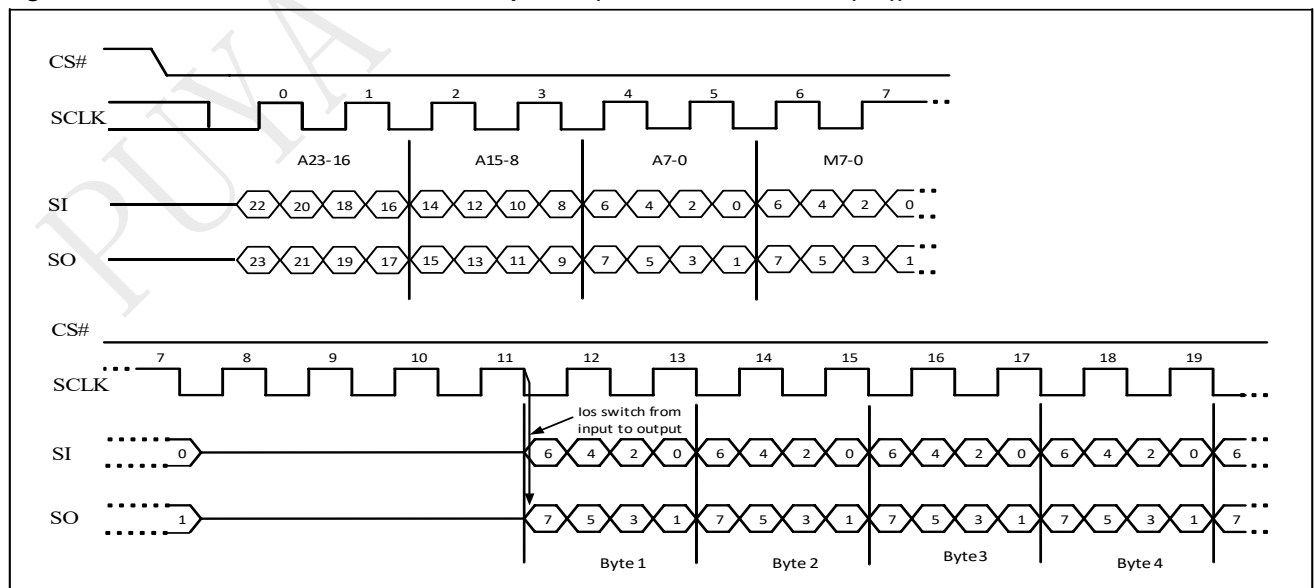 CS#
0 1 2 3 4 5 6 7
SCLK
A23-16 A15-8 A7-0 M7-0
SI 22 20 18 16 14 12 10 8 6 4 2 0 6 4 2 0
SO 23 21 19 17 15 13 11 9 7 5 3 1 7 5 3 1
CS#
7 8 9 10 11 12 13 14 15 16 17 18 19
SCLK
Ios switch from
input to output
SI 0 6 4 2 0 6 4 2 0 6 4 2 0 6 4 2 0 6
SO 1 7 5 3 1 7 5 3 1 7 5 3 1 7 5 3 1 7
Byte 1 Byte 2 Byte3 Byte 4
PUYA